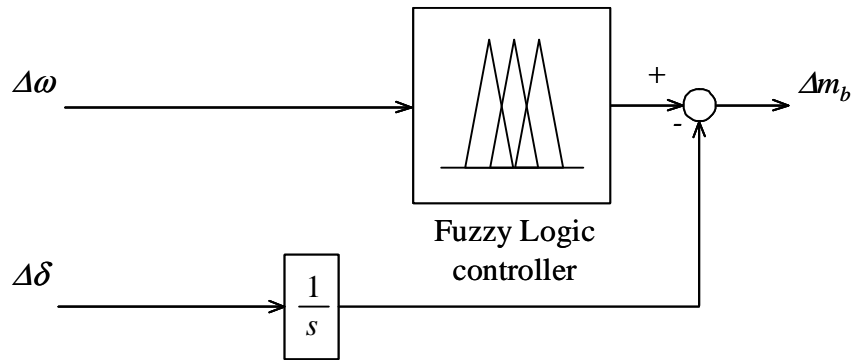 Δω
+
Δm_b
-
Fuzzy Logic
controller
Δδ
1
s